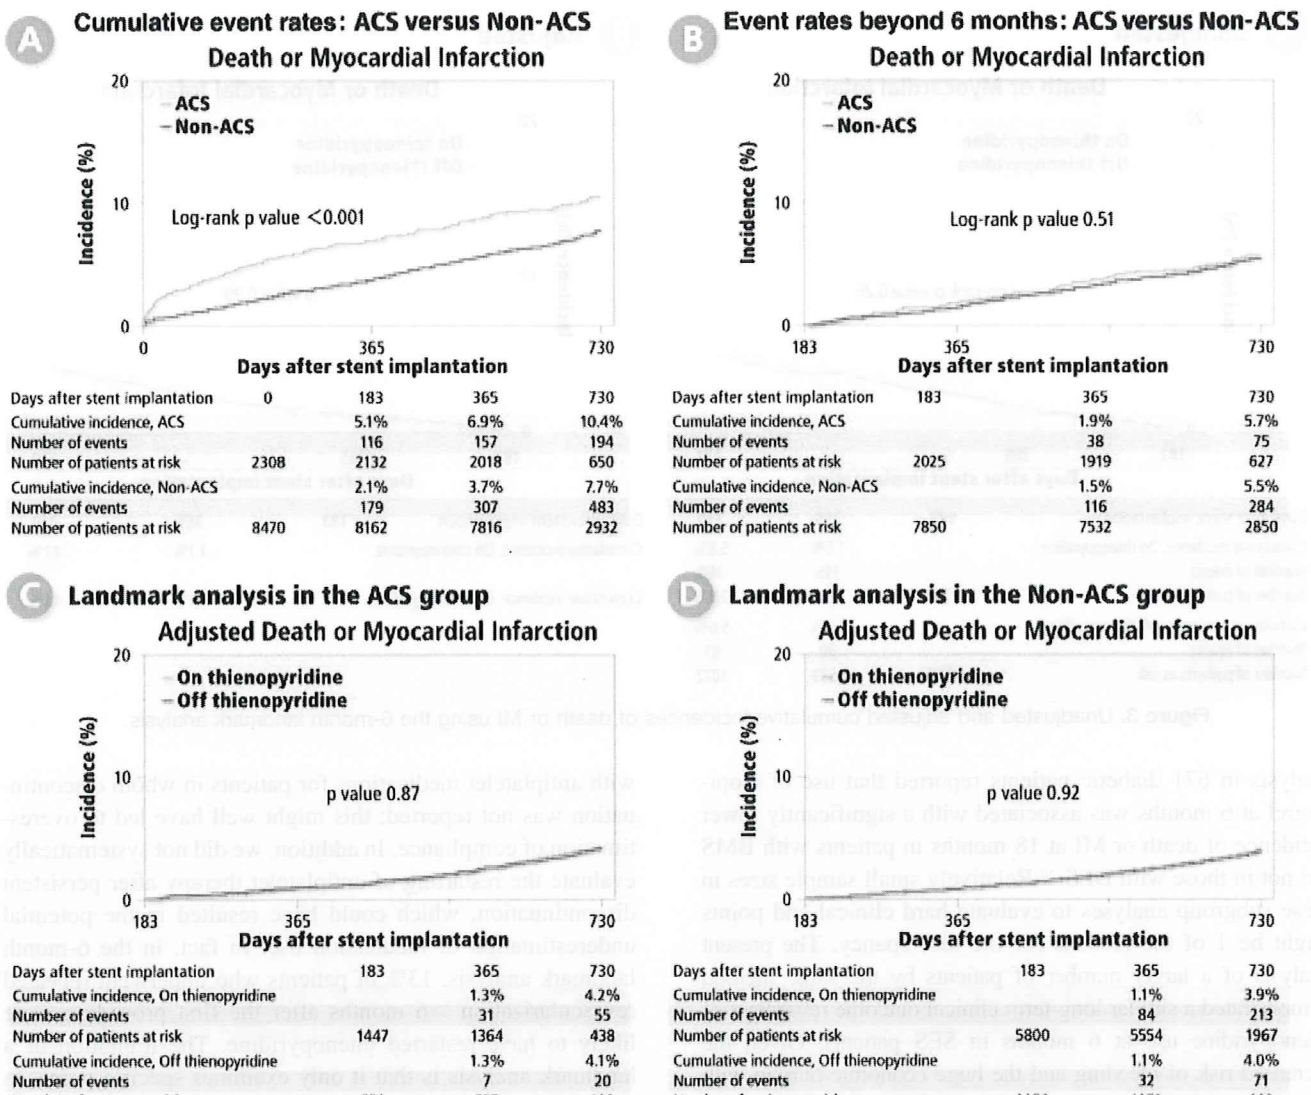 A
Cumulative event rates: ACS versus Non-ACS
Death or Myocardial Infarction
20
ACS
Non-ACS
Incidence (%)
10
Log-rank p value <0.001
0
0 365 730
Days after stent implantation
Days after stent implantation 0 183 365 730
Cumulative incidence, ACS 5.1% 6.9% 10.4%
Number of events 116 157 194
Number of patients at risk 2308 2132 2018 650
Cumulative incidence, Non-ACS 2.1% 3.7% 7.7%
Number of events 179 307 483
Number of patients at risk 8470 8162 7816 2932
B
Event rates beyond 6 months: ACS versus Non-ACS
Death or Myocardial Infarction
20
ACS
Non-ACS
Incidence (%)
10
Log-rank p value 0.51
0
183 365 730
Days after stent implantation
Days after stent implantation 183 365 730
Cumulative incidence, ACS 1.9% 5.7%
Number of events 38 75
Number of patients at risk 2025 1919 627
Cumulative incidence, Non-ACS 1.5% 5.5%
Number of events 116 284
Number of patients at risk 7850 7532 2850
C
Landmark analysis in the ACS group
Adjusted Death or Myocardial Infarction
20
On thienopyridine
Off thienopyridine
Incidence (%)
10
p value 0.87
0
183 365 730
Days after stent implantation
Days after stent implantation 183 365 730
Cumulative incidence, On thienopyridine 1.3% 4.2%
Number of events 31 55
Number of patients at risk 1447 1364 438
Cumulative incidence, Off thienopyridine 1.3% 4.1%
Number of events 7 20
D
Landmark analysis in the Non-ACS group
Adjusted Death or Myocardial Infarction
20
On thienopyridine
Off thienopyridine
Incidence (%)
10
p value 0.92
0
183 365 730
Days after stent implantation
Days after stent implantation 183 365 730
Cumulative incidence, On thienopyridine 1.1% 3.9%
Number of events 84 213
Number of patients at risk 5800 5554 1967
Cumulative incidence, Off thienopyridine 1.1% 4.0%
Number of events 32 71